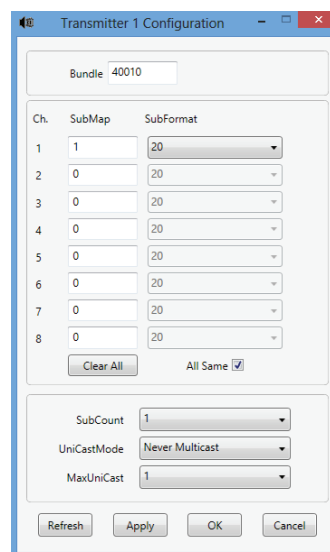 Transmitter 1 Configuration
Bundle 40010
Ch. SubMap SubFormat
1 1 20
2 0 20
3 0 20
4 0 20
5 0 20
6 0 20
7 0 20
8 0 20
Clear All All Same
SubCount 1
UniCastMode Never Multicast
MaxUniCast 1
Refresh Apply OK Cancel